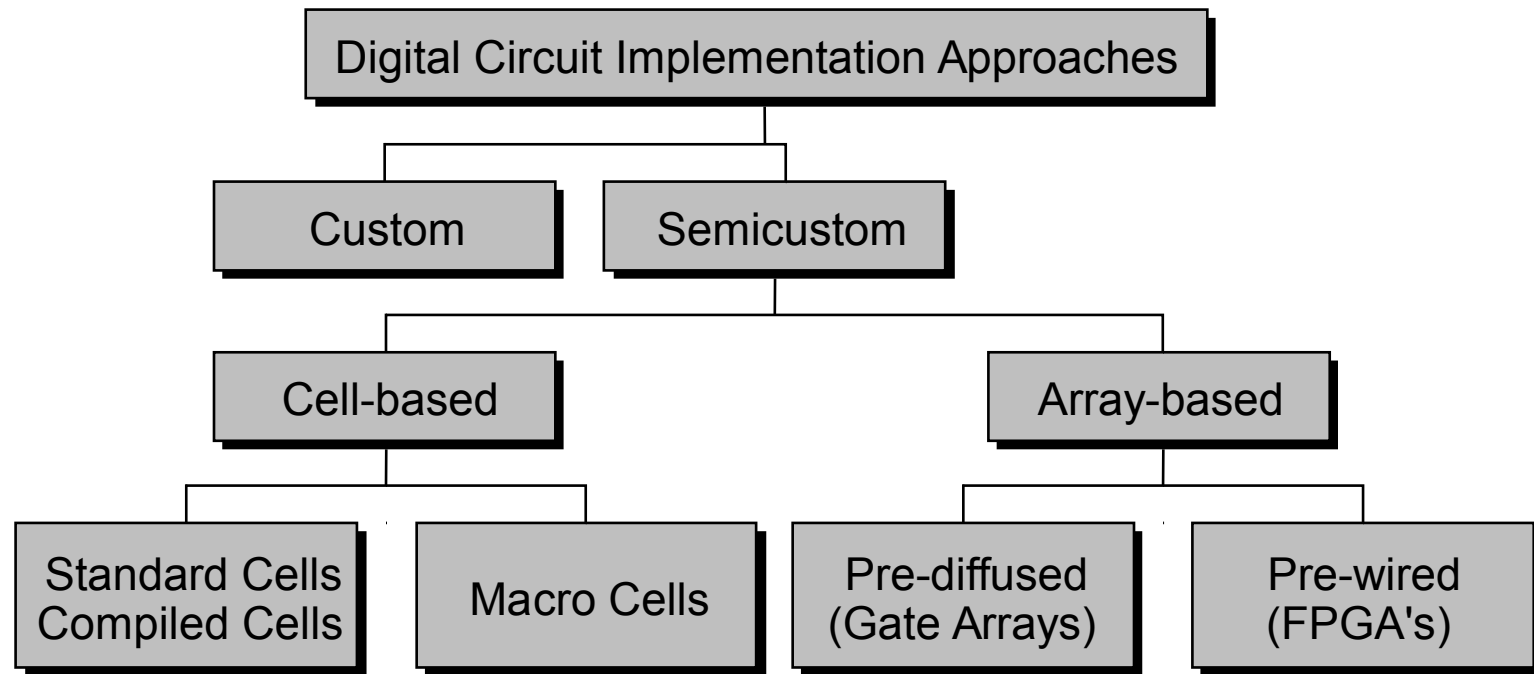 Digital Circuit Implementation Approaches
Custom
Semicustom
Cell-based
Array-based
Standard Cells
Compiled Cells
Macro Cells
Pre-diffused
(Gate Arrays)
Pre-wired
(FPGA's)